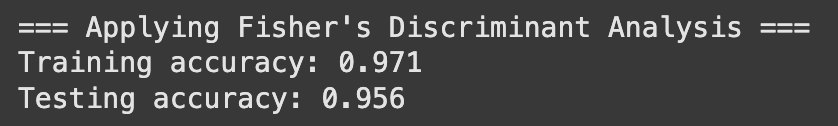 === Applying Fisher's Discriminant Analysis ===
Training accuracy: 0.971
Testing accuracy: 0.956